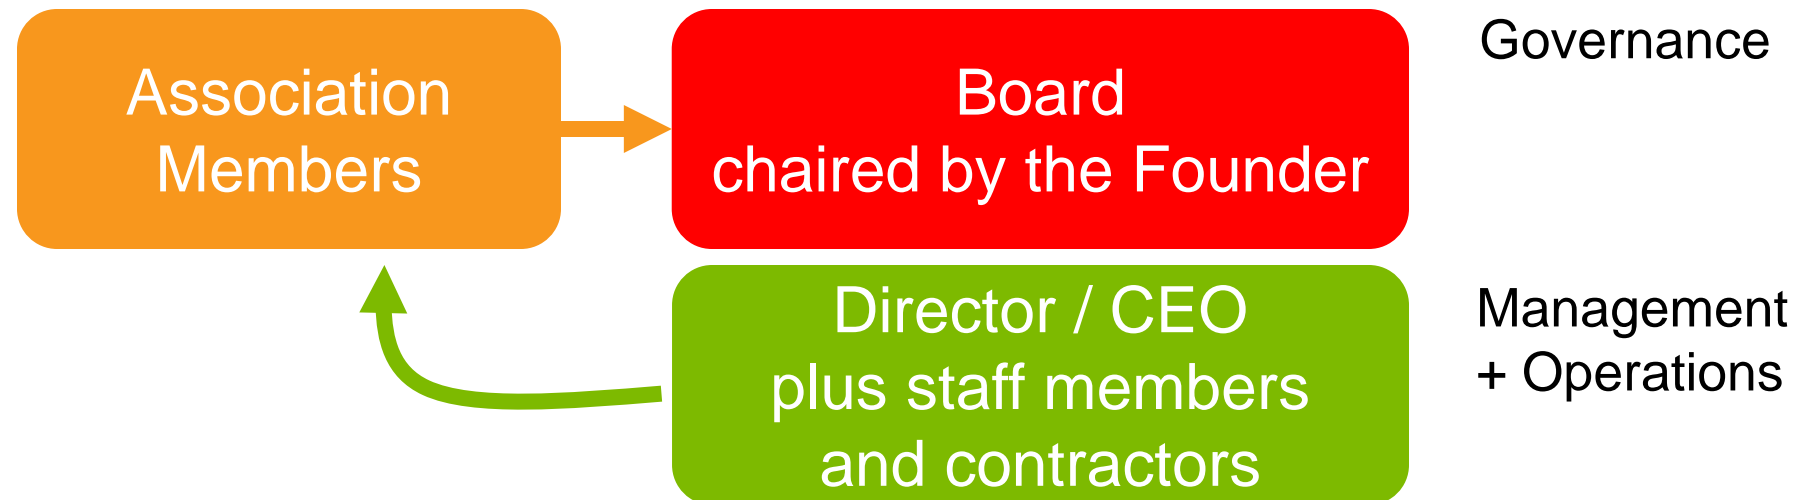 Association
Members
Board
chaired by the Founder
Governance
Director / CEO
plus staff members
and contractors
Management
+ Operations